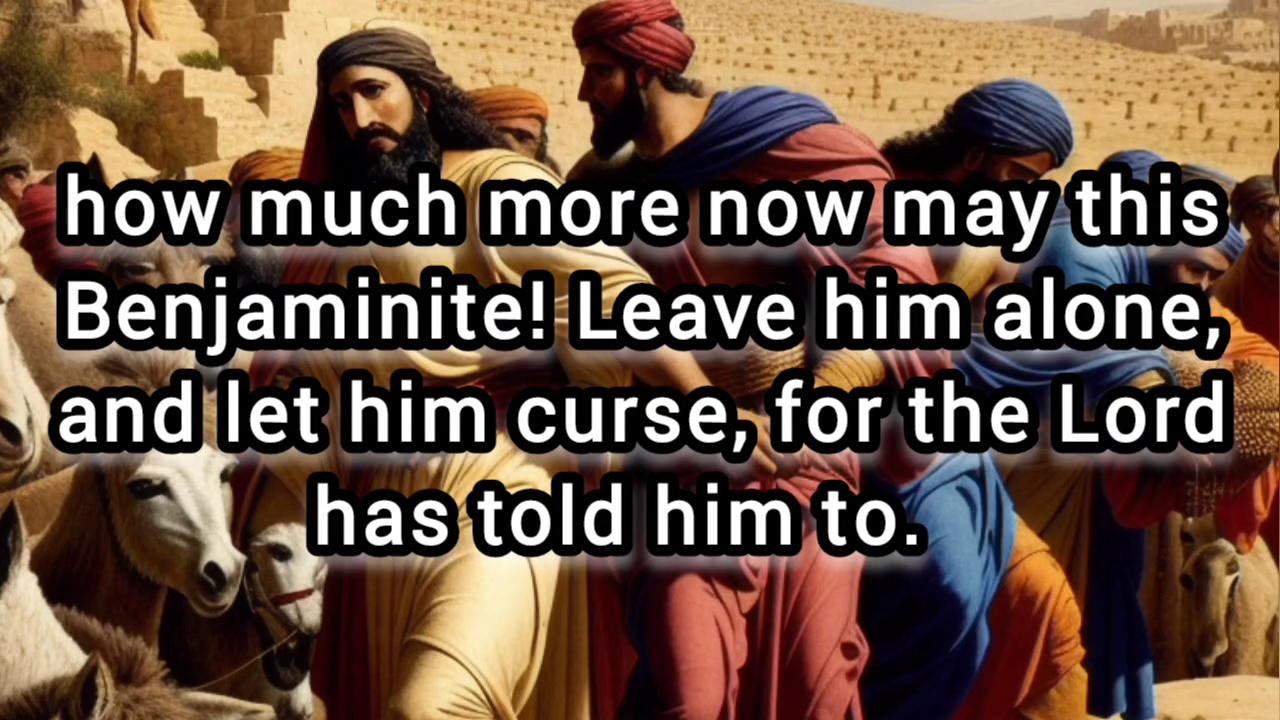 how much more now may this
Benjaminite! Leave him alone,
and let him curse, for the Lord
has told him to.